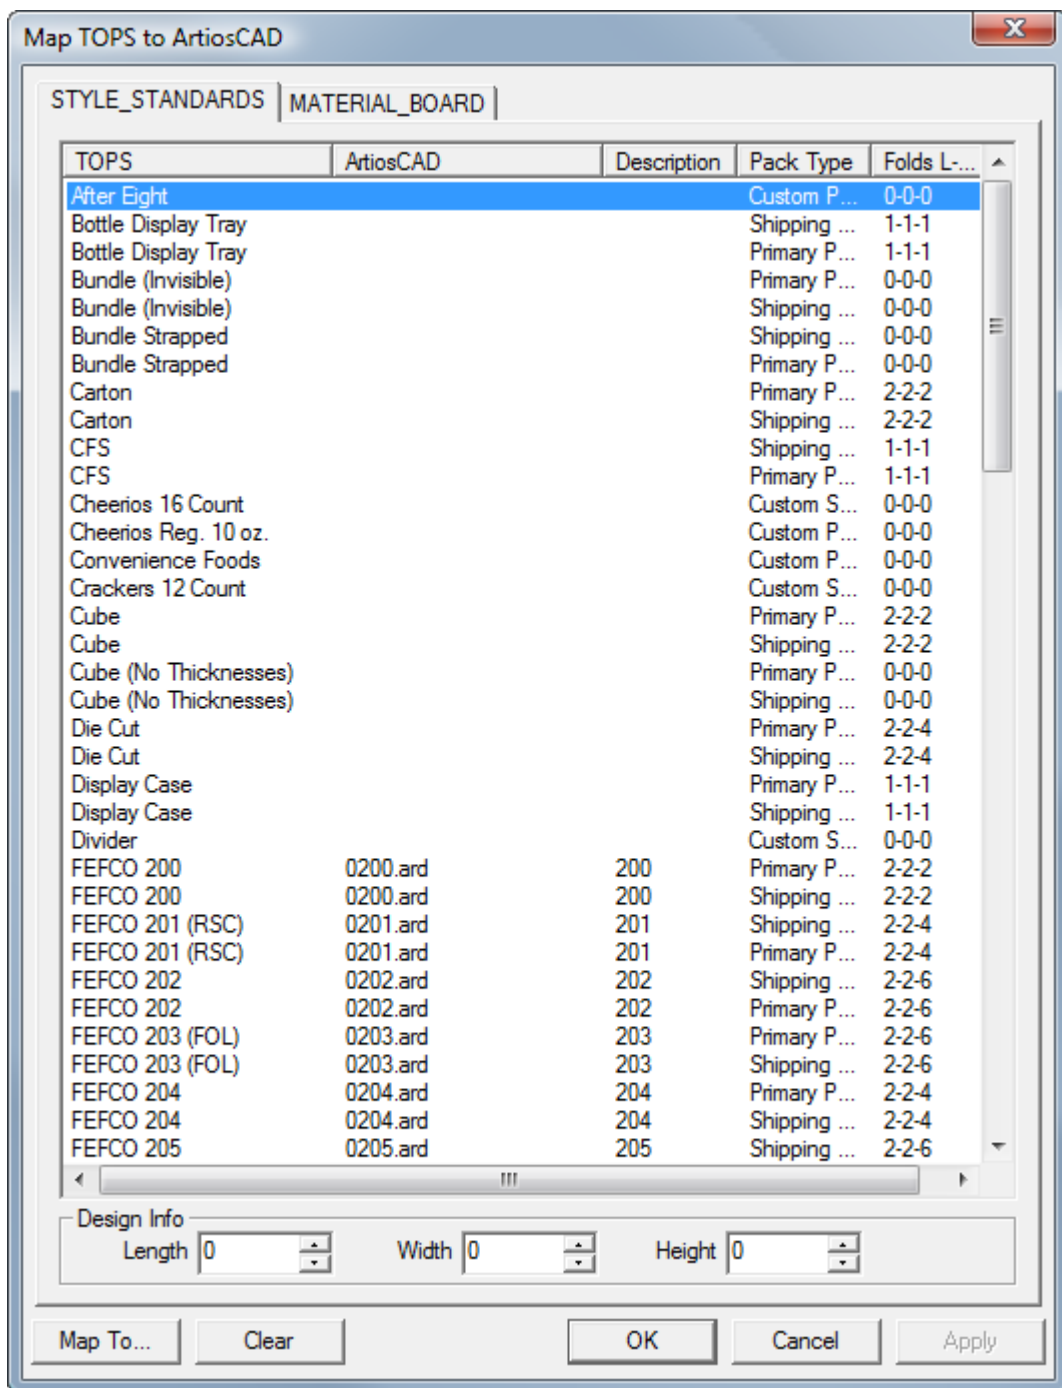 Map TOPS to ArtiosCAD
STYLE_STANDARDS MATERIAL_BOARD
TOPS ArtiosCAD Description Pack Type Folds L-...
After Eight Custom P... 0-0-0
Bottle Display Tray Shipping ... 1-1-1
Bottle Display Tray Primary P... 1-1-1
Bundle (Invisible) Primary P... 0-0-0
Bundle (Invisible) Shipping ... 0-0-0
Bundle Strapped Shipping ... 0-0-0
Bundle Strapped Primary P... 0-0-0
Carton Primary P... 2-2-2
Carton Shipping ... 2-2-2
CFS Shipping ... 1-1-1
CFS Primary P... 1-1-1
Cheerios 16 Count Custom S... 0-0-0
Cheerios Reg. 10 oz. Custom P... 0-0-0
Convenience Foods Custom P... 0-0-0
Crackers 12 Count Custom S... 0-0-0
Cube Primary P... 2-2-2
Cube Shipping ... 2-2-2
Cube (No Thicknesses) Primary P... 0-0-0
Cube (No Thicknesses) Shipping ... 0-0-0
Die Cut Primary P... 2-2-4
Die Cut Shipping ... 2-2-4
Display Case Primary P... 1-1-1
Display Case Shipping ... 1-1-1
Divider Custom S... 0-0-0
FEFCO 200 0200.ard 200 Primary P... 2-2-2
FEFCO 200 0200.ard 200 Shipping ... 2-2-2
FEFCO 201 (RSC) 0201.ard 201 Shipping ... 2-2-4
FEFCO 201 (RSC) 0201.ard 201 Primary P... 2-2-4
FEFCO 202 0202.ard 202 Shipping ... 2-2-6
FEFCO 202 0202.ard 202 Primary P... 2-2-6
FEFCO 203 (FOL) 0203.ard 203 Primary P... 2-2-6
FEFCO 203 (FOL) 0203.ard 203 Shipping ... 2-2-6
FEFCO 204 0204.ard 204 Primary P... 2-2-4
FEFCO 204 0204.ard 204 Shipping ... 2-2-4
FEFCO 205 0205.ard 205 Shipping ... 2-2-6
Design Info
Length 0 Width 0 Height 0
Map To... Clear OK Cancel Apply